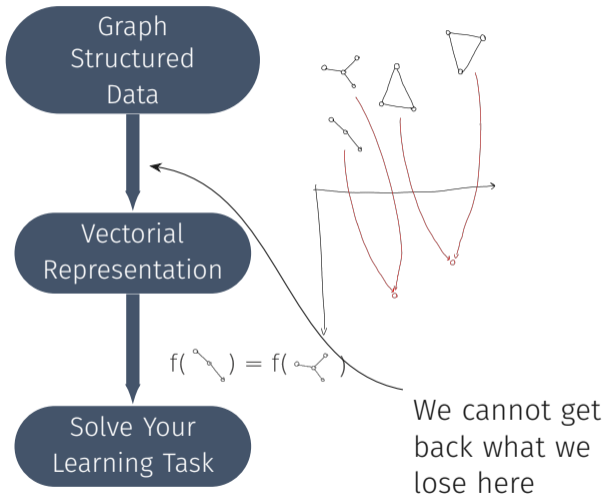 Graph
Structured
Data
Vectorial
Representation
f( ) = f( )
Solve Your
Learning Task
We cannot get
back what we
lose here